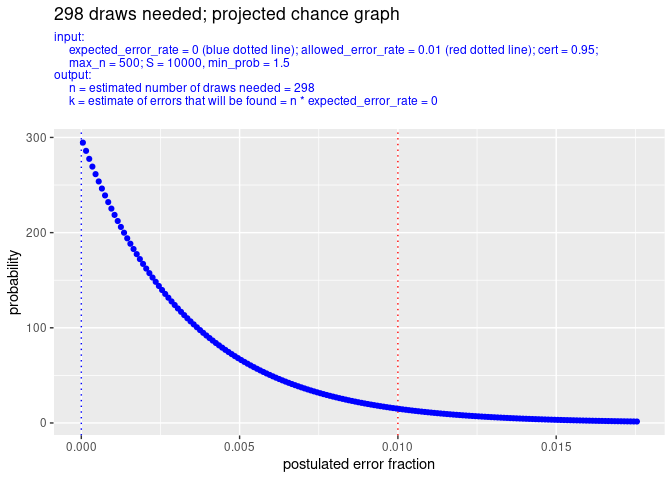 298 draws needed; projected chance graph
input:
expected_error_rate = 0 (blue dotted line); allowed_error_rate = 0.01 (red dotted line); cert = 0.95;
max_n = 500; S = 10000, min_prob = 1.5
output:
n = estimated number of draws needed = 298
k = estimate of errors that will be found = n * expected_error_rate = 0
300
200
100
0
probability
0.000 0.005 0.010 0.015
postulated error fraction